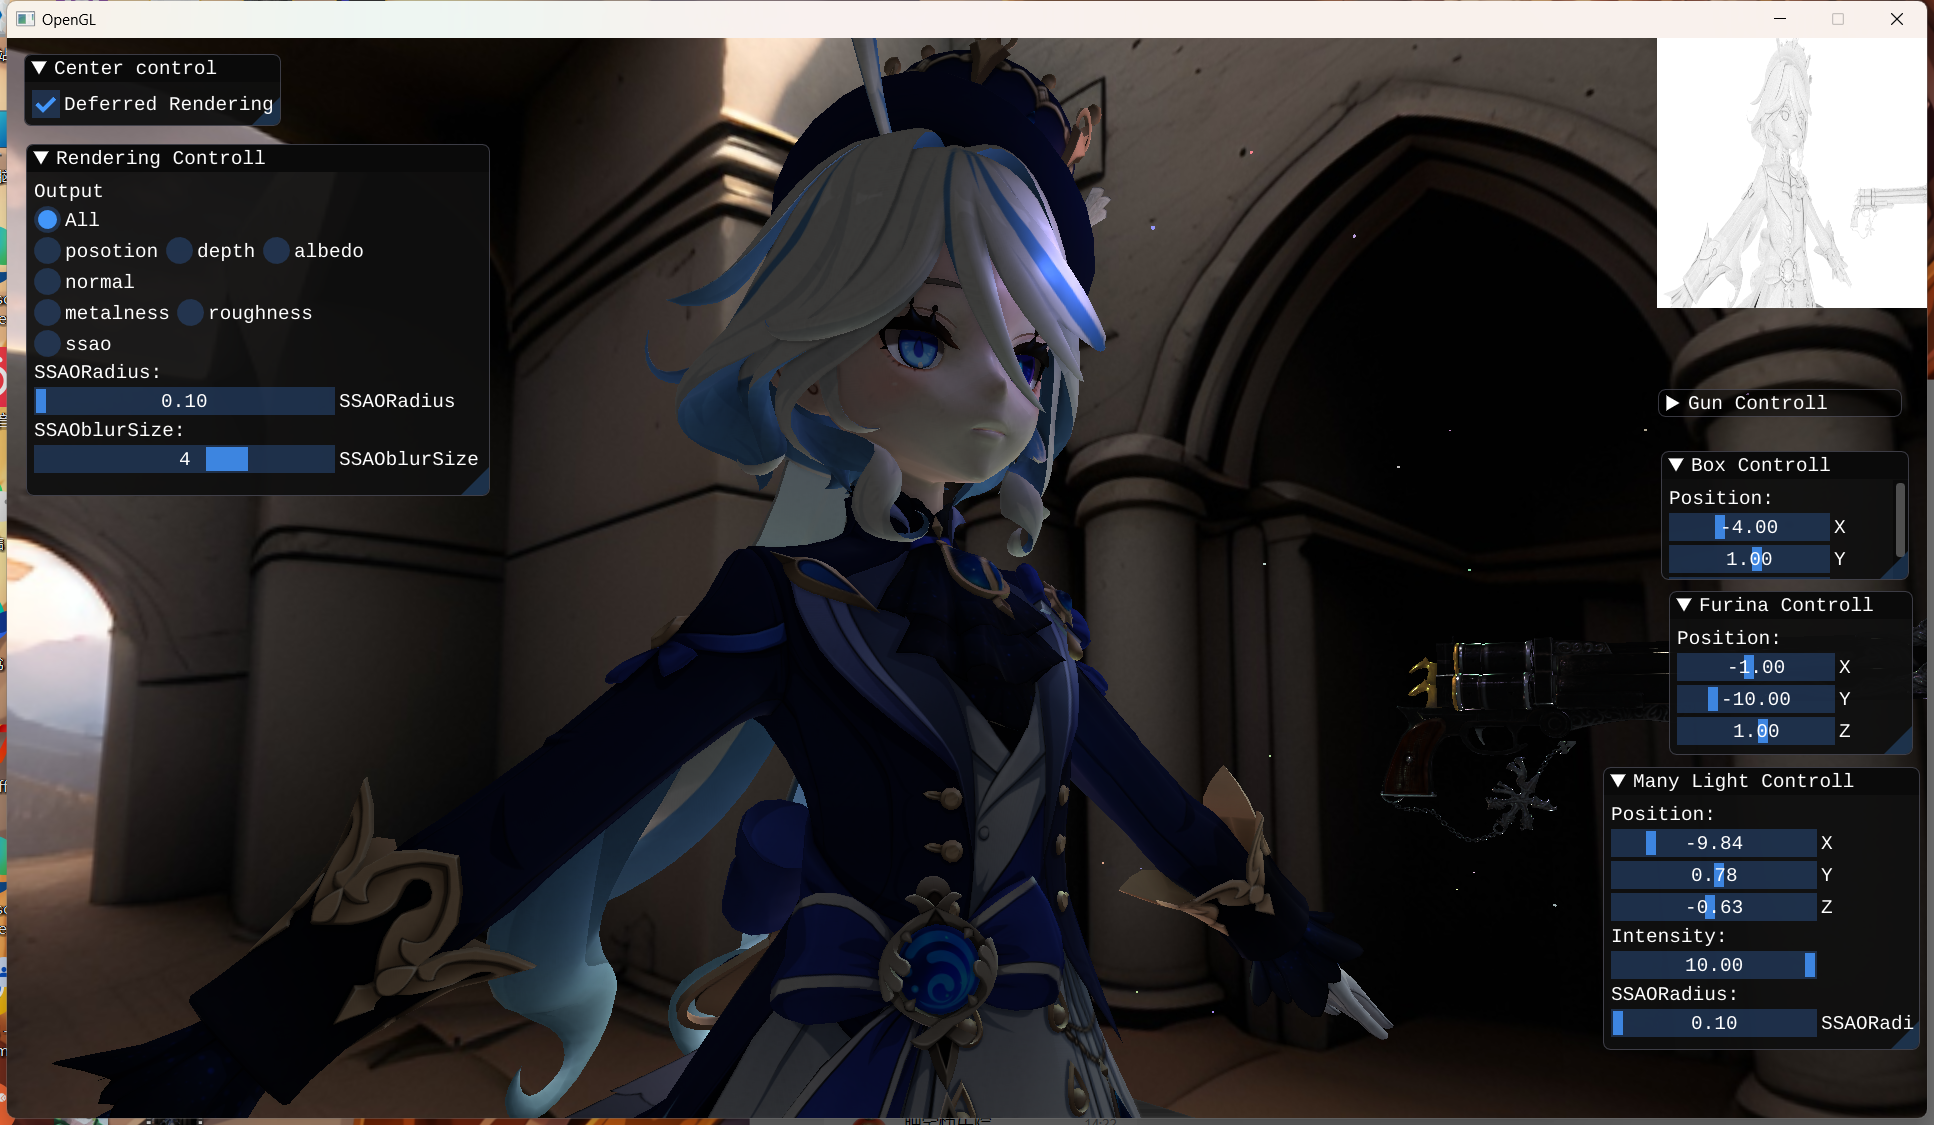 OpenGL
Center control
Deferred Rendering
Rendering Controll
Output
All
posotion depth albedo
normal
metalness roughness
ssao
SSAORadius:
0.10 SSAORadius
SSAOblurSize:
4 SSAOblurSize
Gun Controll
Box Controll
Position:
-4.00 X
1.00 Y
Furina Controll
Position:
-1.00 X
-10.00 Y
1.00 Z
Many Light Controll
Position:
-9.84 X
0.78 Y
-0.63 Z
Intensity:
10.00
SSAORadius:
0.10 SSAORadi